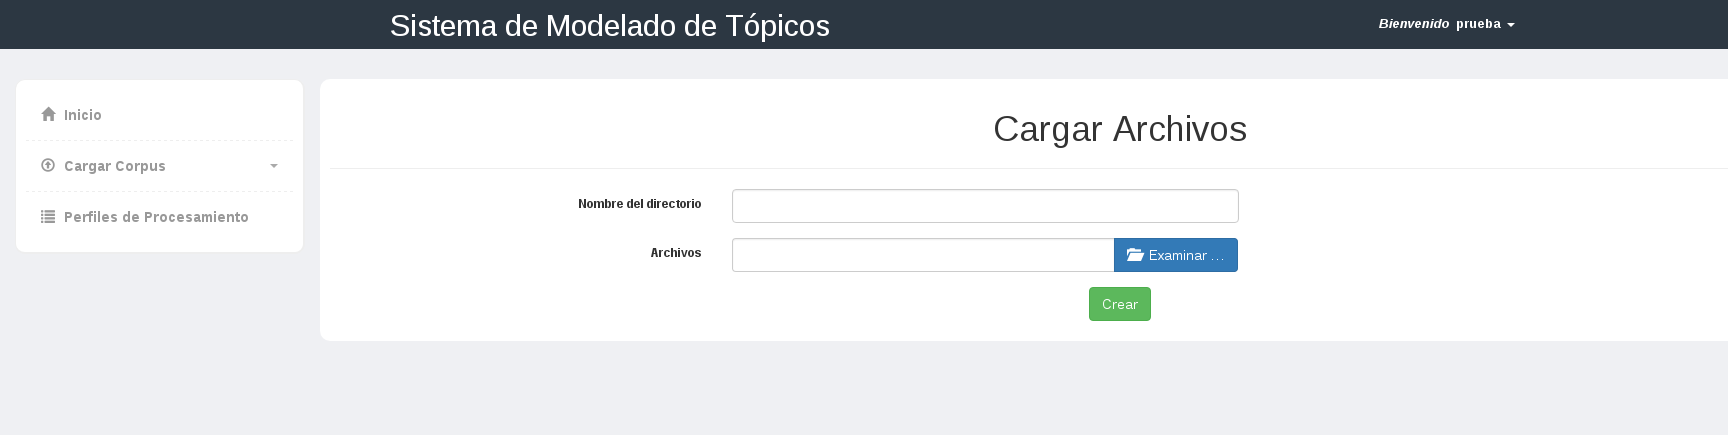 Sistema de Modelado de Tópicos
Bienvenido prueba
Inicio
Cargar Corpus
Perfiles de Procesamiento
Cargar Archivos
Nombre del directorio
Archivos
Examinar ...
Crear